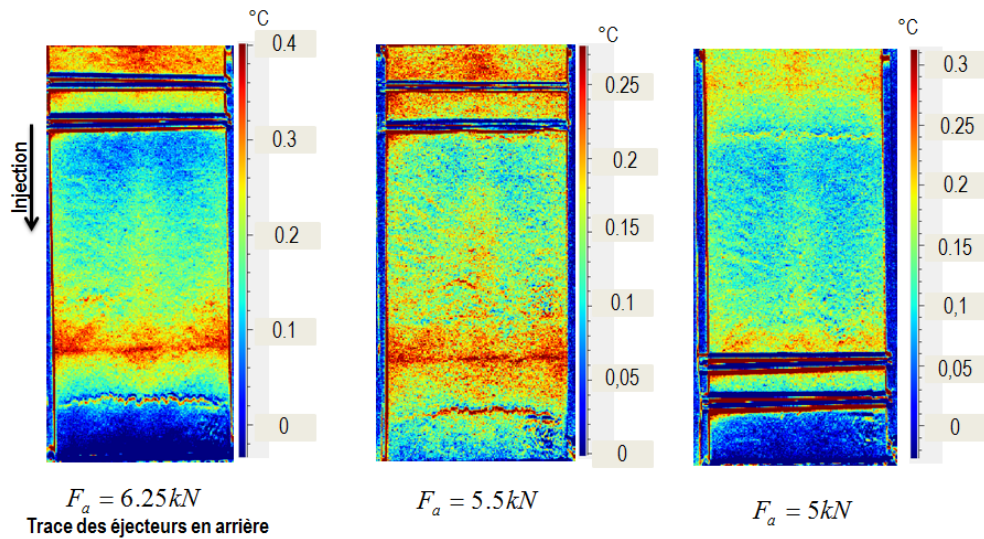 °C
0.4
0.3
0.2
0.1
0
Injection
F_a = 6.25kN
Trace des éjecteurs en arrière
°C
0.25
0.2
0.15
0.1
0,05
0
F_a = 5.5kN
°C
0.3
0.25
0.2
0.15
0,1
0,05
0
F_a = 5kN